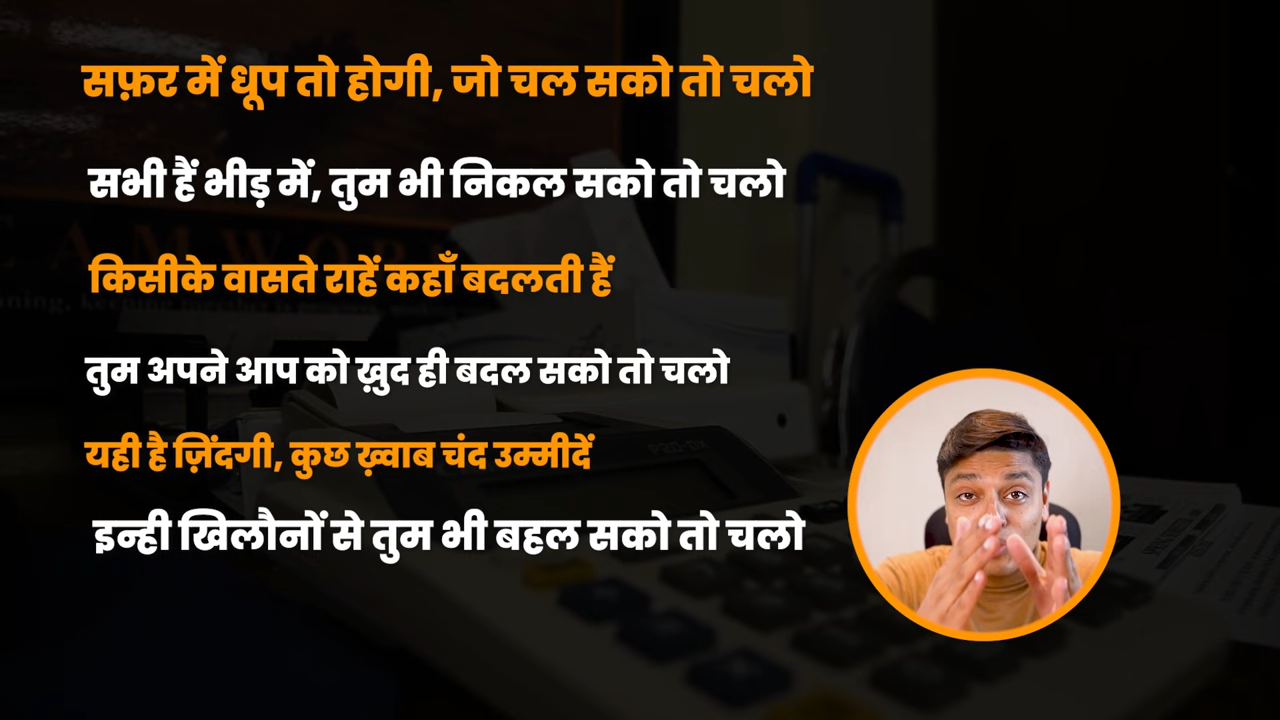 सफ़र में धूप तो होगी, जो चल सको तो चलो
सभी हैं भीड़ में, तुम भी निकल सको तो चलो
किसीके वासते राहें कहाँ बदलती हैं
तुम अपने आप को ख़ुद ही बदल सको तो चलो
यही है ज़िंदगी, कुछ ख़्वाब चंद उम्मीदें
इन्ही खिलौनों से तुम भी बहल सको तो चलो